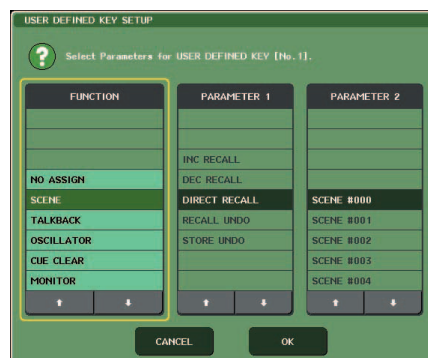 USER DEFINED KEY SETUP
? Select Parameters for USER DEFINED KEY [No.1].
FUNCTION
NO ASSIGN
SCENE
TALKBACK
OSCILLATOR
CUE CLEAR
MONITOR
PARAMETER 1
INC RECALL
DEC RECALL
DIRECT RECALL
RECALL UNDO
STORE UNDO
PARAMETER 2
SCENE #000
SCENE #001
SCENE #002
SCENE #003
SCENE #004
CANCEL
OK